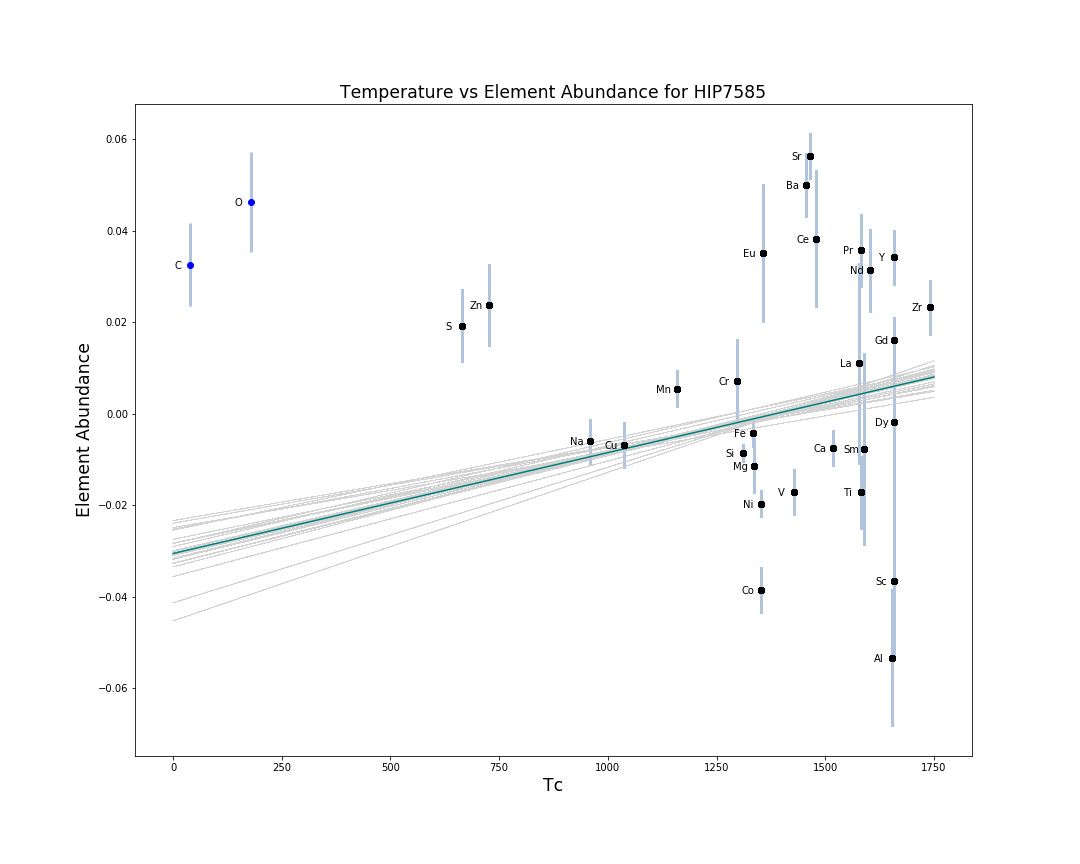 Temperature vs Element Abundance for HIP7585
Element Abundance
0.06
0.04
0.02
0.00
−0.02
−0.04
−0.06
C
O
S
Zn
Na
Cu
Mn
Cr
Fe
Si
Mg
Ni
Co
Eu
V
Ba
Sr
Ce
Ca
La
Pr
Nd
Sm
Ti
Y
Gd
Dy
Sc
Al
Zr
0
250
500
750
1000
1250
1500
1750
Tc